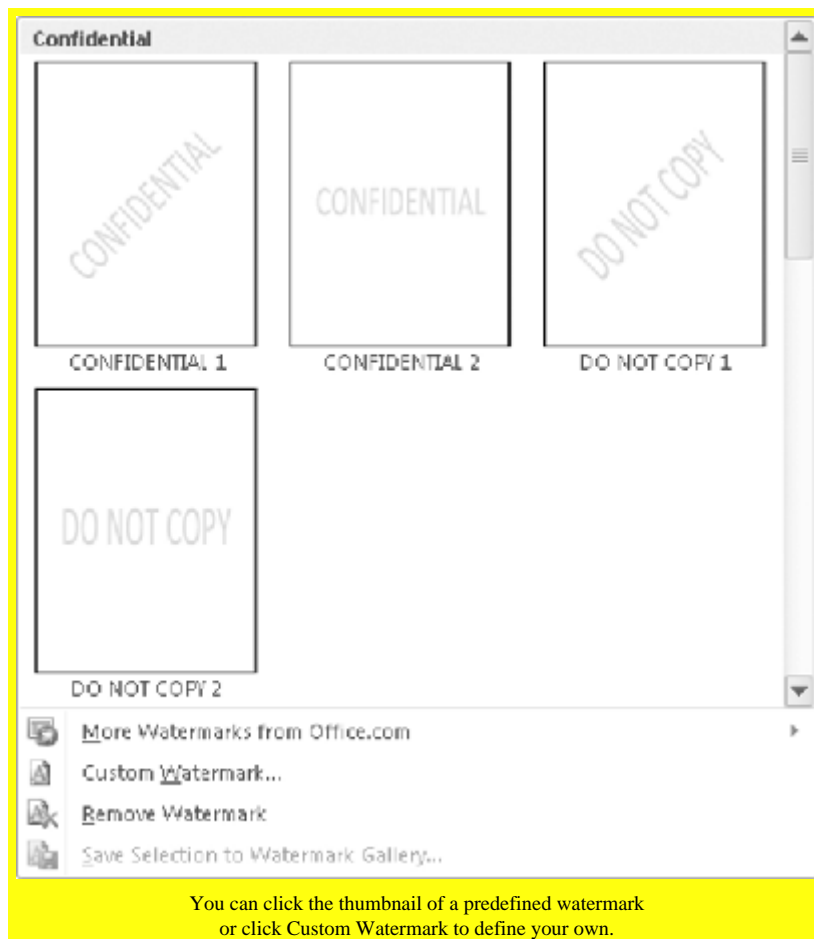 Confidential
CONFIDENTIAL
CONFIDENTIAL
DO NOT COPY
CONFIDENTIAL 1
CONFIDENTIAL 2
DO NOT COPY 1
DO NOT COPY
DO NOT COPY 2
More Watermarks from Office.com
Custom Watermark...
Remove Watermark
Save Selection to Watermark Gallery...
You can click the thumbnail of a predefined watermark
or click Custom Watermark to define your own.